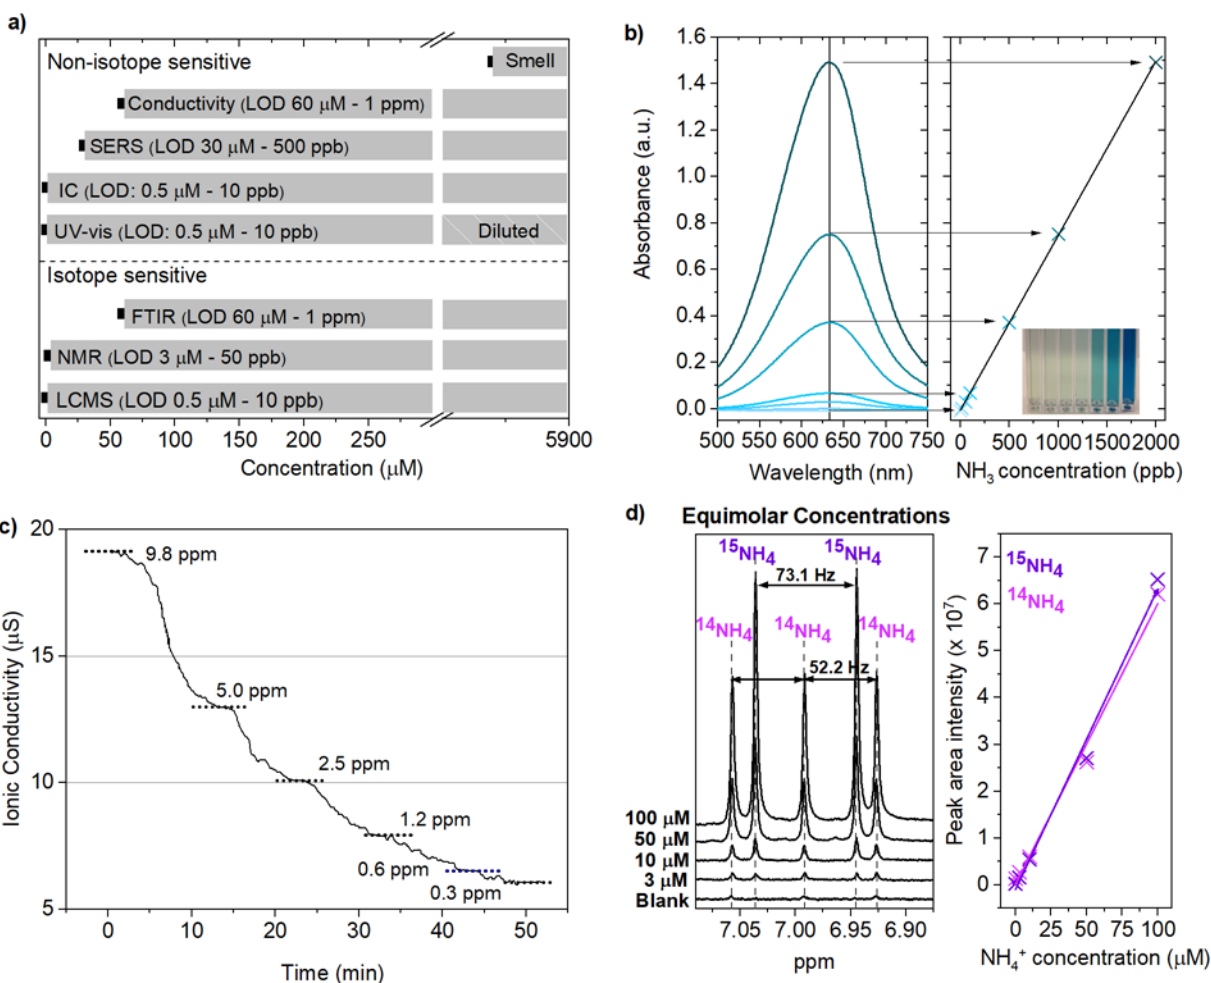 a)
Non-isotope sensitive
Smell
Conductivity (LOD 60 μM - 1 ppm)
SERS (LOD 30 μM - 500 ppb)
IC (LOD: 0.5 μM - 10 ppb)
UV-vis (LOD: 0.5 μM - 10 ppb)
Diluted
Isotope sensitive
FTIR (LOD 60 μM - 1 ppm)
NMR (LOD 3 μM - 50 ppb)
LCMS (LOD 0.5 μM - 10 ppb)
0 50 100 150 200 250 5900
Concentration (μM)
b)
Absorbance (a.u.)
1.6
1.4
1.2
1.0
0.8
0.6
0.4
0.2
0.0
500 550 600 650 700 750
Wavelength (nm)
0 500 1000 1500 2000
NH₃ concentration (ppb)
c)
Ionic Conductivity (μS)
20
15
10
5
9.8 ppm
5.0 ppm
2.5 ppm
1.2 ppm
0.6 ppm
0.3 ppm
0 10 20 30 40 50
Time (min)
d)
Equimolar Concentrations
¹⁵NH₄ ¹⁵NH₄
73.1 Hz
¹⁴NH₄ ¹⁴NH₄ ¹⁴NH₄
52.2 Hz
100 μM
50 μM
10 μM
3 μM
Blank
7.05 7.00 6.95 6.90
ppm
Peak area intensity (x 10⁷)
7
6
5
4
3
2
1
0
¹⁵NH₄
¹⁴NH₄
0 25 50 75 100
NH₄⁺ concentration (μM)